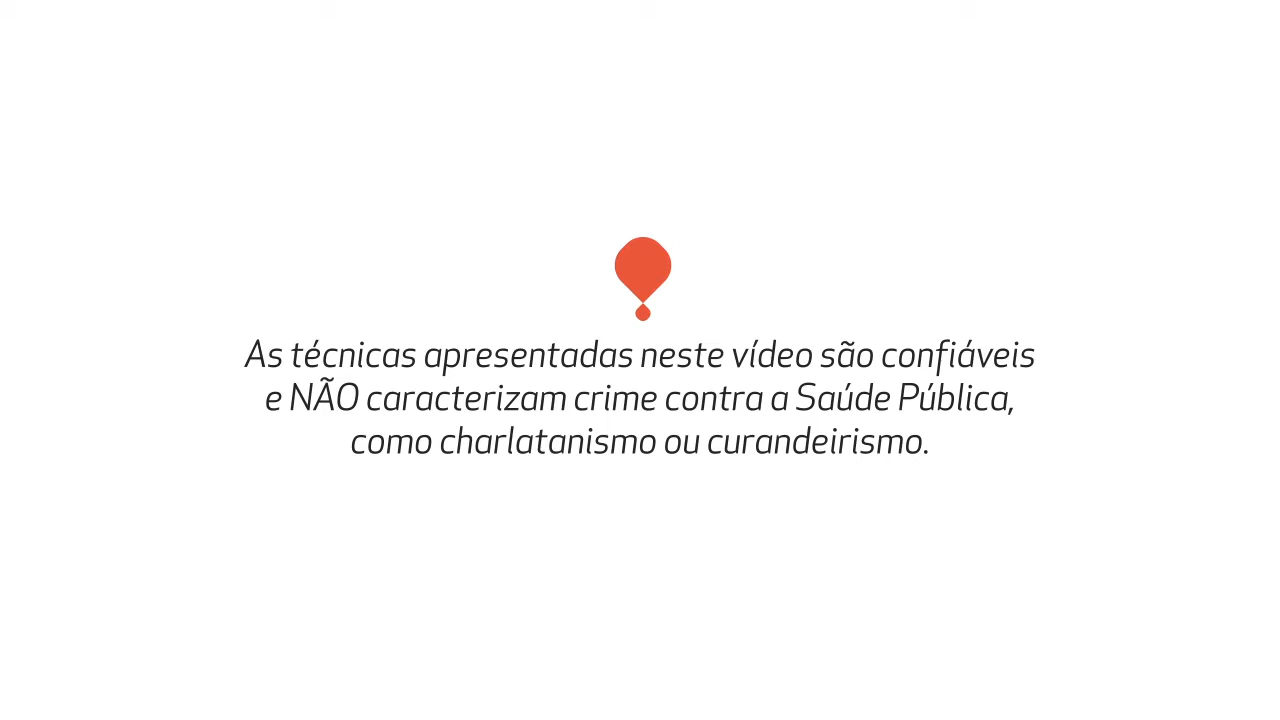 As técnicas apresentadas neste vídeo são confiáveis
e NÃO caracterizam crime contra a Saúde Pública,
como charlatanismo ou curandeirismo.